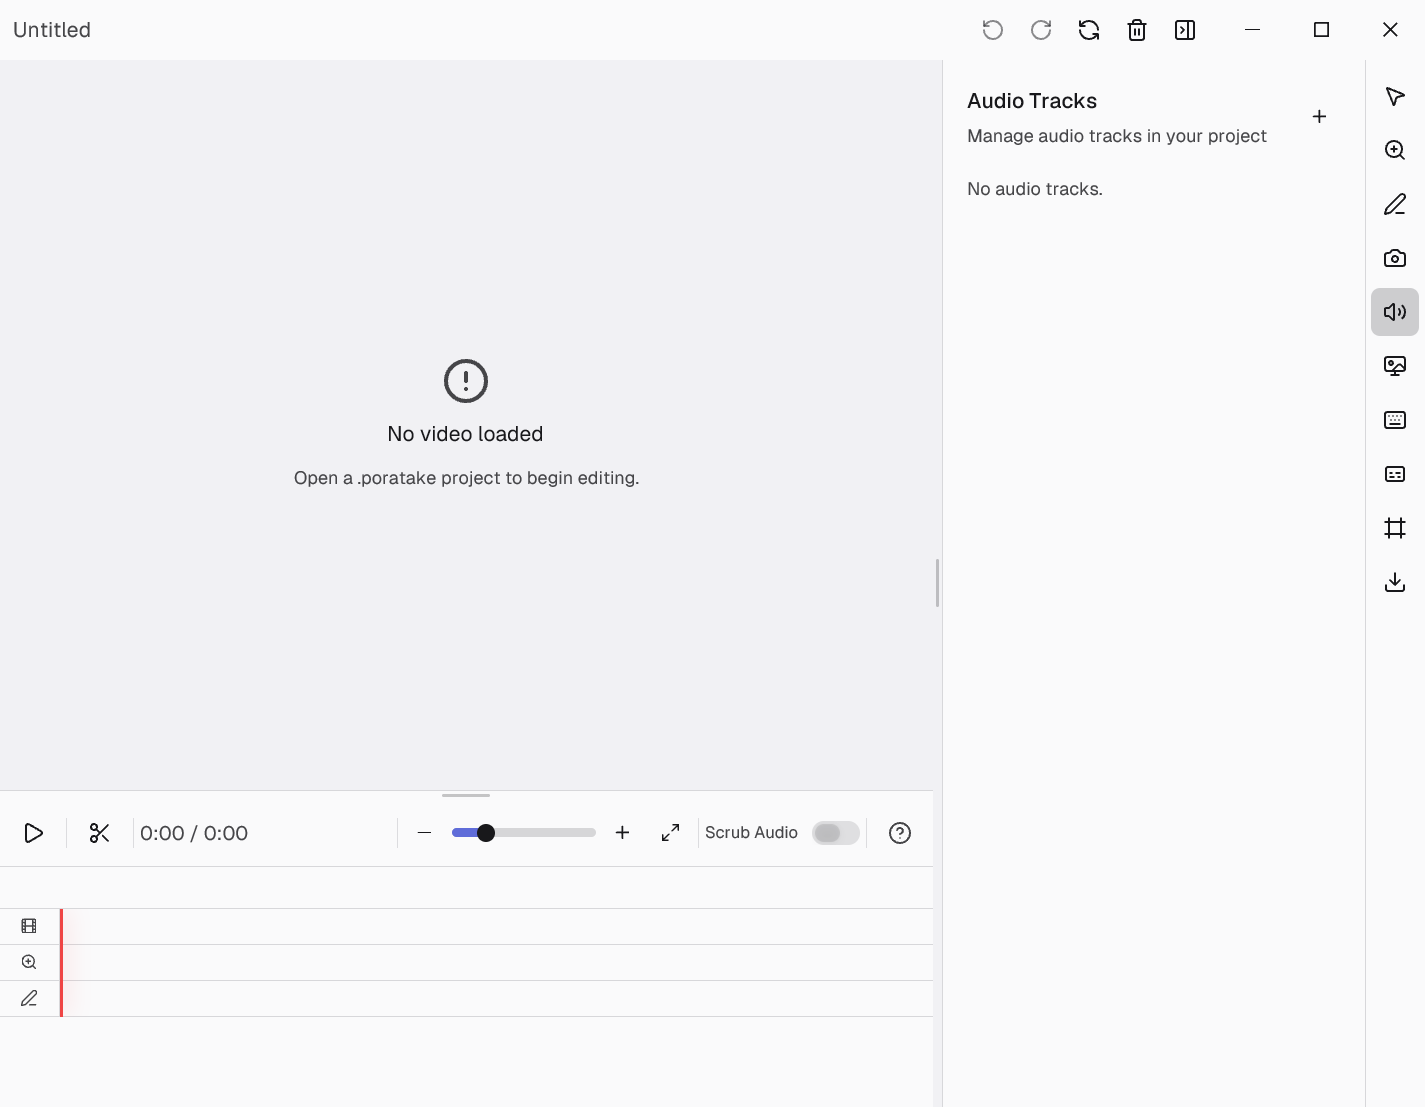 Untitled
Audio Tracks
Manage audio tracks in your project
No audio tracks.
No video loaded
Open a .poratake project to begin editing.
0:00 / 0:00
Scrub Audio